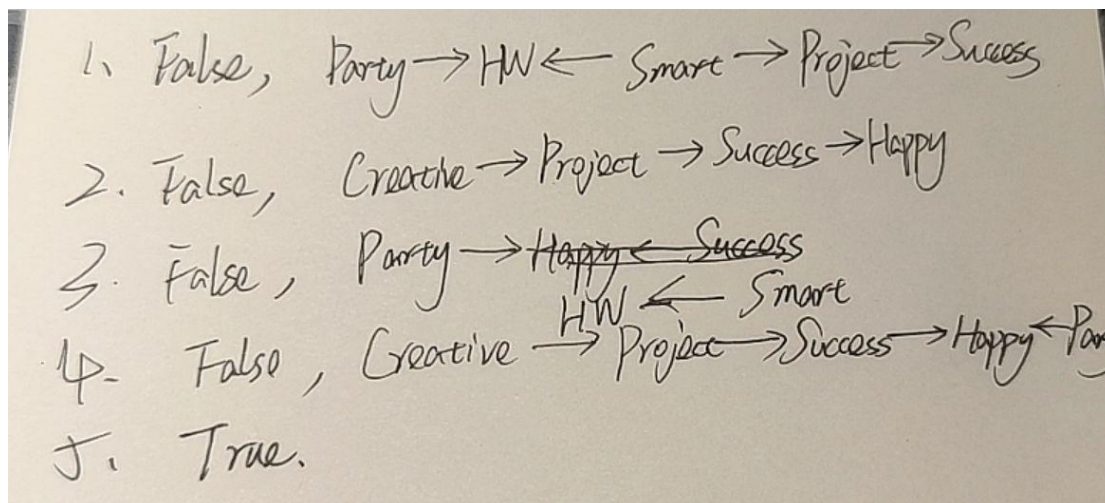 1、 False, Party → HW ← Smart → Project → Success
2. False, Creative → Project → Success → Happy
3. False, Party → Happy ← Success
HW ← Smart
4. False, Creative → Project → Success → Happy ← Par
5. True.